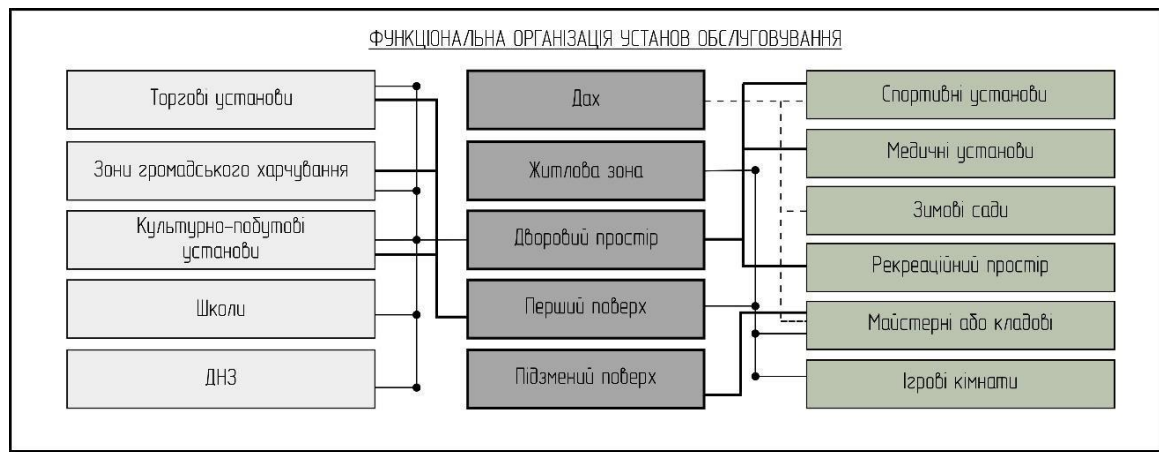 ФУНКЦІОНАЛЬНА ОРГАНІЗАЦІЯ УСТАНОВ ОБСЛУГОВУВАННЯ
Торгові установи
Зони громадського харчування
Культурно-побутові
установи
Школи
ДНЗ
Дах
Житлова зона
Дворовий простір
Перший поверх
Підзмений поверх
Спортивні установи
Медичні установи
Зимові сади
Рекреаційний простір
Майстерні або кладові
Ігрові кімнати